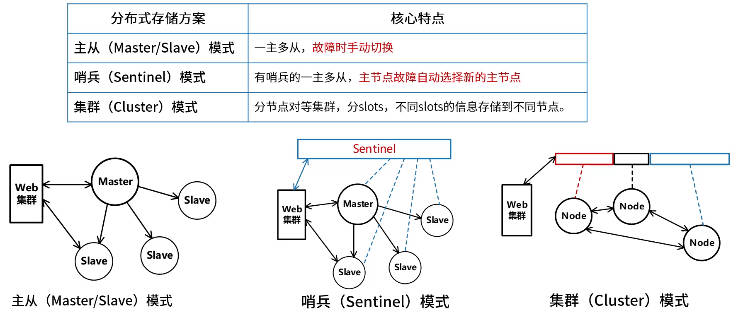 分布式存储方案 核心特点
主从（Master/Slave）模式 一主多从，故障时手动切换
哨兵（Sentinel）模式 有哨兵的一主多从，主节点故障自动选择新的主节点
集群（Cluster）模式 分节点对等集群，分slots，不同slots的信息存储到不同节点。
Web
集群
Master
Slave
Slave
Slave
主从（Master/Slave）模式
Sentinel
Web
集群
Master
Slave
Slave
Slave
哨兵（Sentinel）模式
Web
集群
Node
Node
Node
集群（Cluster）模式